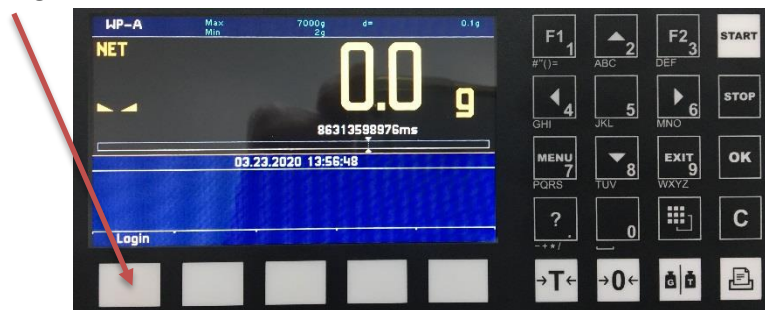 WP-A Max 7000g d= 0.1g
Min 2g
NET
0.0 g
86313598976ms
03.23.2020 13:56:48
Login
F1 1 2 F2 3 START
#"()= ABC DEF
4 5 6 STOP
GHI JKL MNO
MENU 7 8 EXIT 9 OK
PQRS TUV WXYZ
? . 0 C
-+*/
→T← →0← G T